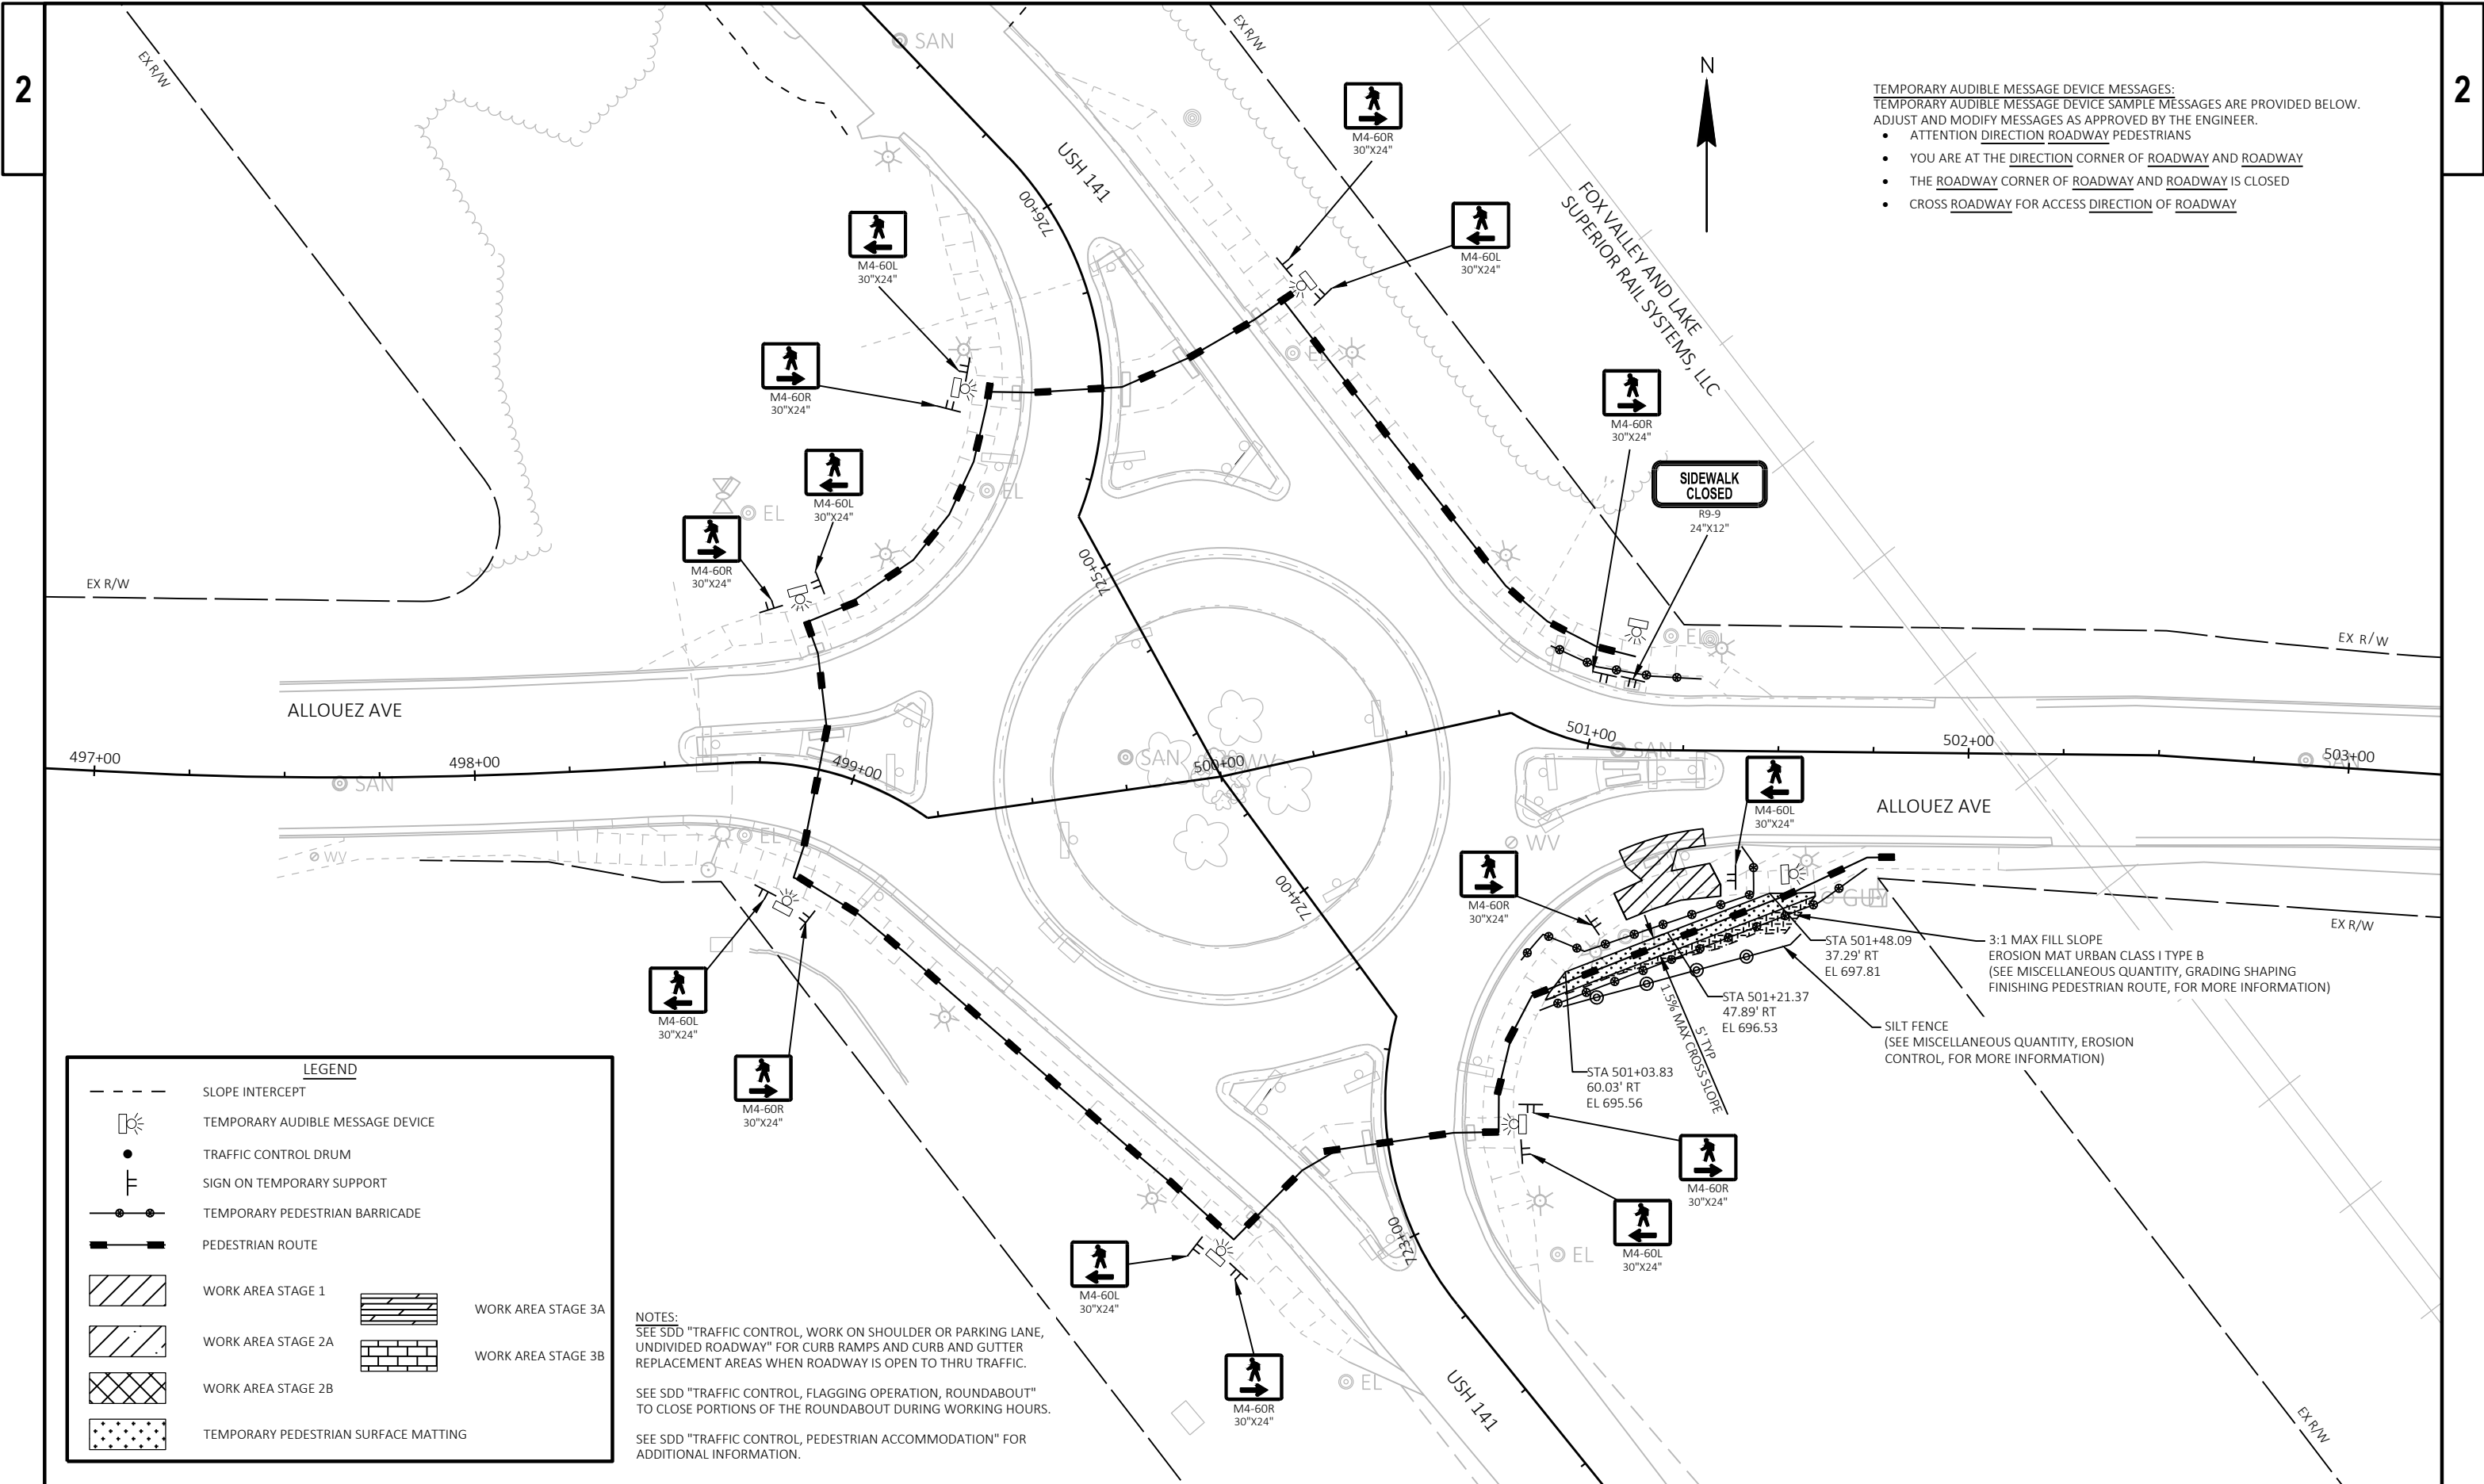 2
2
EX R/W
SAN
EX R/W
N
TEMPORARY AUDIBLE MESSAGE DEVICE MESSAGES:
TEMPORARY AUDIBLE MESSAGE DEVICE SAMPLE MESSAGES ARE PROVIDED BELOW.
ADJUST AND MODIFY MESSAGES AS APPROVED BY THE ENGINEER.
• ATTENTION DIRECTION ROADWAY PEDESTRIANS
• YOU ARE AT THE DIRECTION CORNER OF ROADWAY AND ROADWAY
• THE ROADWAY CORNER OF ROADWAY AND ROADWAY IS CLOSED
• CROSS ROADWAY FOR ACCESS DIRECTION OF ROADWAY
M4-60R
30"X24"
USH 141
726+00
M4-60L
30"X24"
M4-60L
30"X24"
FOX VALLEY AND LAKE
SUPERIOR RAIL SYSTEMS, LLC
M4-60R
30"X24"
EL
M4-60R
30"X24"
SIDEWALK
CLOSED
R9-9
24"X12"
M4-60L
30"X24"
EL
EL
M4-60R
30"X24"
725+00
EX R/W
EL
EX R/W
ALLOUEZ AVE
497+00
498+00
499+00
500+00
501+00
502+00
503+00
SAN
SAN
WV
SAN
SAN
M4-60L
30"X24"
ALLOUEZ AVE
WV
EL
WV
M4-60R
30"X24"
724+00
GUY
EX R/W
STA 501+48.09
37.29' RT
EL 697.81
3:1 MAX FILL SLOPE
EROSION MAT URBAN CLASS I TYPE B
(SEE MISCELLANEOUS QUANTITY, GRADING SHAPING
FINISHING PEDESTRIAN ROUTE, FOR MORE INFORMATION)
STA 501+21.37
47.89' RT
EL 696.53
SILT FENCE
(SEE MISCELLANEOUS QUANTITY, EROSION
CONTROL, FOR MORE INFORMATION)
5' TYP
1.5% MAX CROSS SLOPE
STA 501+03.83
60.03' RT
EL 695.56
M4-60L
30"X24"
M4-60R
30"X24"
M4-60R
30"X24"
M4-60L
30"X24"
723+00
EL
M4-60L
30"X24"
M4-60R
30"X24"
EL
USH 141
EX R/W
LEGEND
SLOPE INTERCEPT
TEMPORARY AUDIBLE MESSAGE DEVICE
TRAFFIC CONTROL DRUM
SIGN ON TEMPORARY SUPPORT
TEMPORARY PEDESTRIAN BARRICADE
PEDESTRIAN ROUTE
WORK AREA STAGE 1
WORK AREA STAGE 3A
WORK AREA STAGE 2A
WORK AREA STAGE 3B
WORK AREA STAGE 2B
TEMPORARY PEDESTRIAN SURFACE MATTING
NOTES:
SEE SDD "TRAFFIC CONTROL, WORK ON SHOULDER OR PARKING LANE,
UNDIVIDED ROADWAY" FOR CURB RAMPS AND CURB AND GUTTER
REPLACEMENT AREAS WHEN ROADWAY IS OPEN TO THRU TRAFFIC.
SEE SDD "TRAFFIC CONTROL, FLAGGING OPERATION, ROUNDABOUT"
TO CLOSE PORTIONS OF THE ROUNDABOUT DURING WORKING HOURS.
SEE SDD "TRAFFIC CONTROL, PEDESTRIAN ACCOMMODATION" FOR
ADDITIONAL INFORMATION.